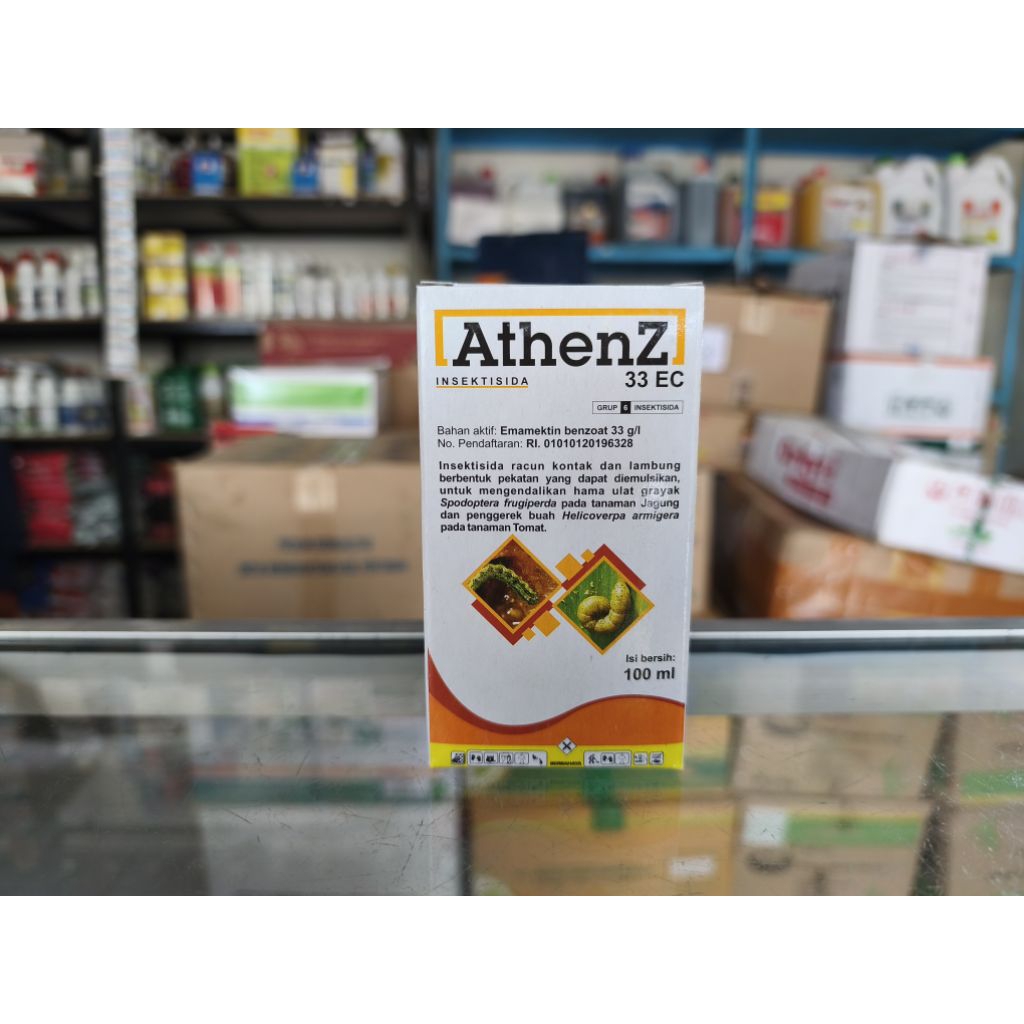 AthenZ
INSEKTISIDA
33 EC
GRUP 6 INSEKTISIDA
Bahan aktif: Emamektin benzoat 33 g/l
No. Pendaftaran: RI. 01010120196328
Insektisida racun kontak dan lambung
berbentuk pekatan yang dapat diemulsikan,
untuk mengendalikan hama ulat grayak
Spodoptera frugiperda pada tanaman Jagung
dan penggerek buah Helicoverpa armigera
pada tanaman Tomat.
Isi bersih:
100 ml
BERBAHAYA